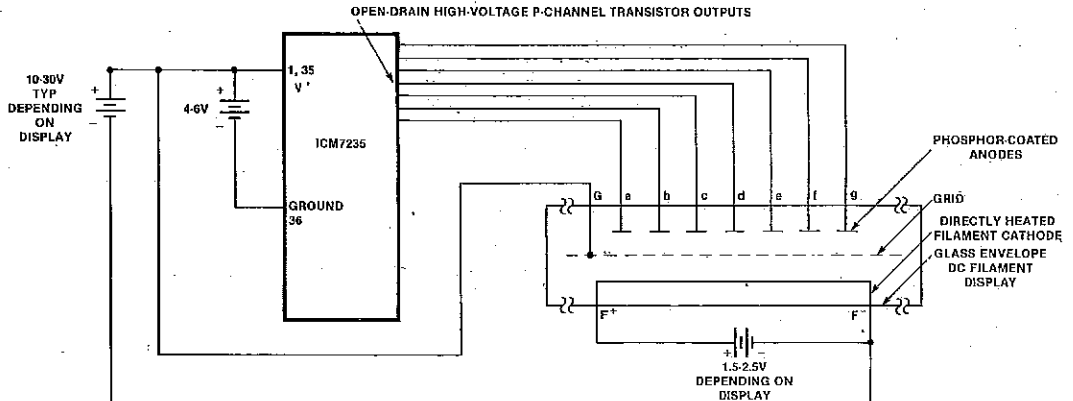 OPEN-DRAIN HIGH-VOLTAGE P-CHANNEL TRANSISTOR OUTPUTS
10-30V
TYP
DEPENDING
ON
DISPLAY
+
−
4-6V
+
−
1, 35
V+
ICM7235
GROUND
36
PHOSPHOR-COATED
ANODES
G a b c d e f g
GRID
DIRECTLY HEATED
FILAMENT CATHODE
GLASS ENVELOPE
DC FILAMENT
DISPLAY
F+ F-
+ −
1.5-2.5V
DEPENDING ON
DISPLAY